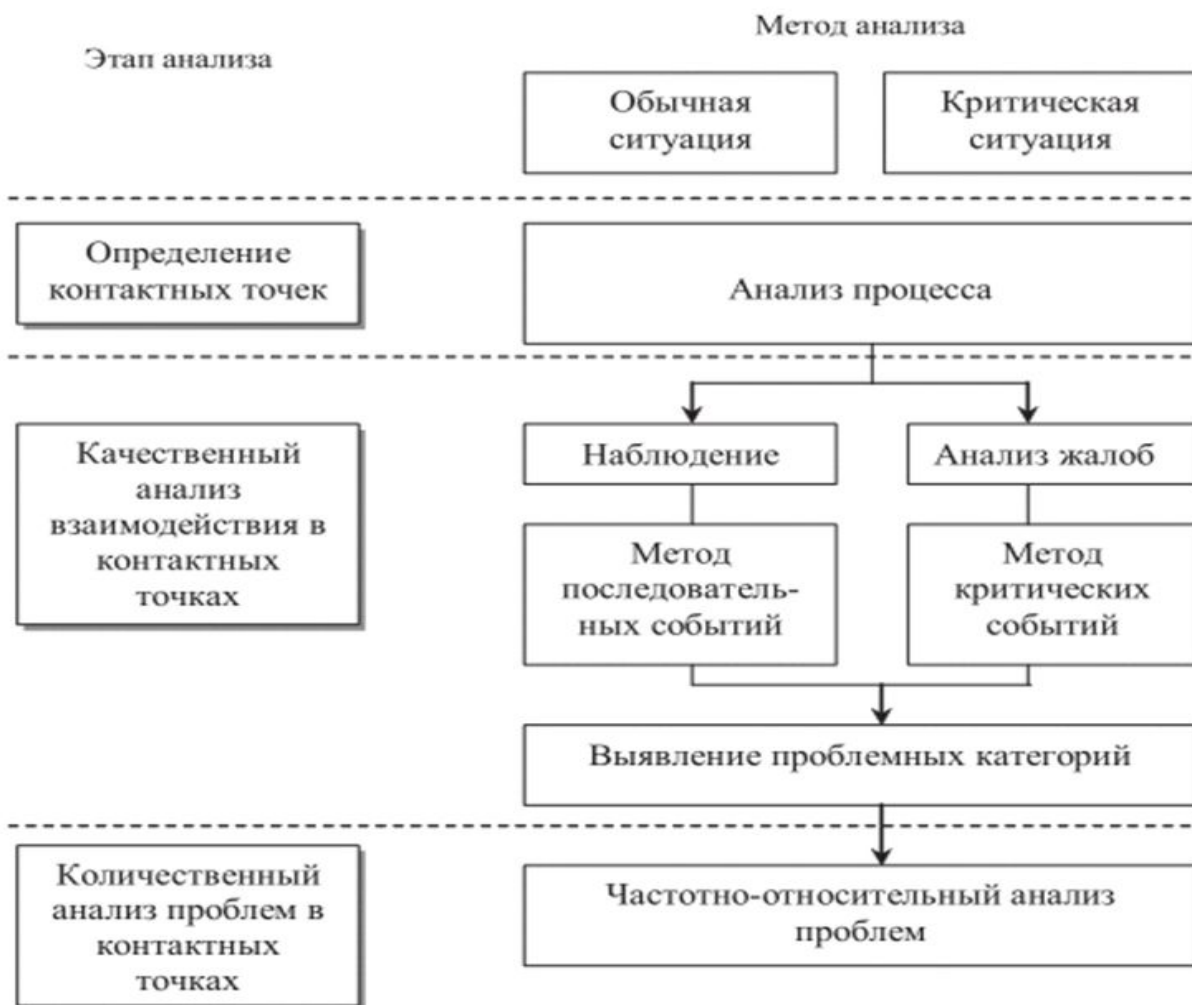 Метод анализа
Этап анализа
Обычная
ситуация
Критическая
ситуация
Определение
контактных точек
Анализ процесса
Качественный
анализ
взаимодействия в
контактных
точках
Наблюдение
Анализ жалоб
Метод
последователь-
ных событий
Метод
критических
событий
Выявление проблемных категорий
Количественный
анализ проблем в
контактных
точках
Частотно-относительный анализ
проблем